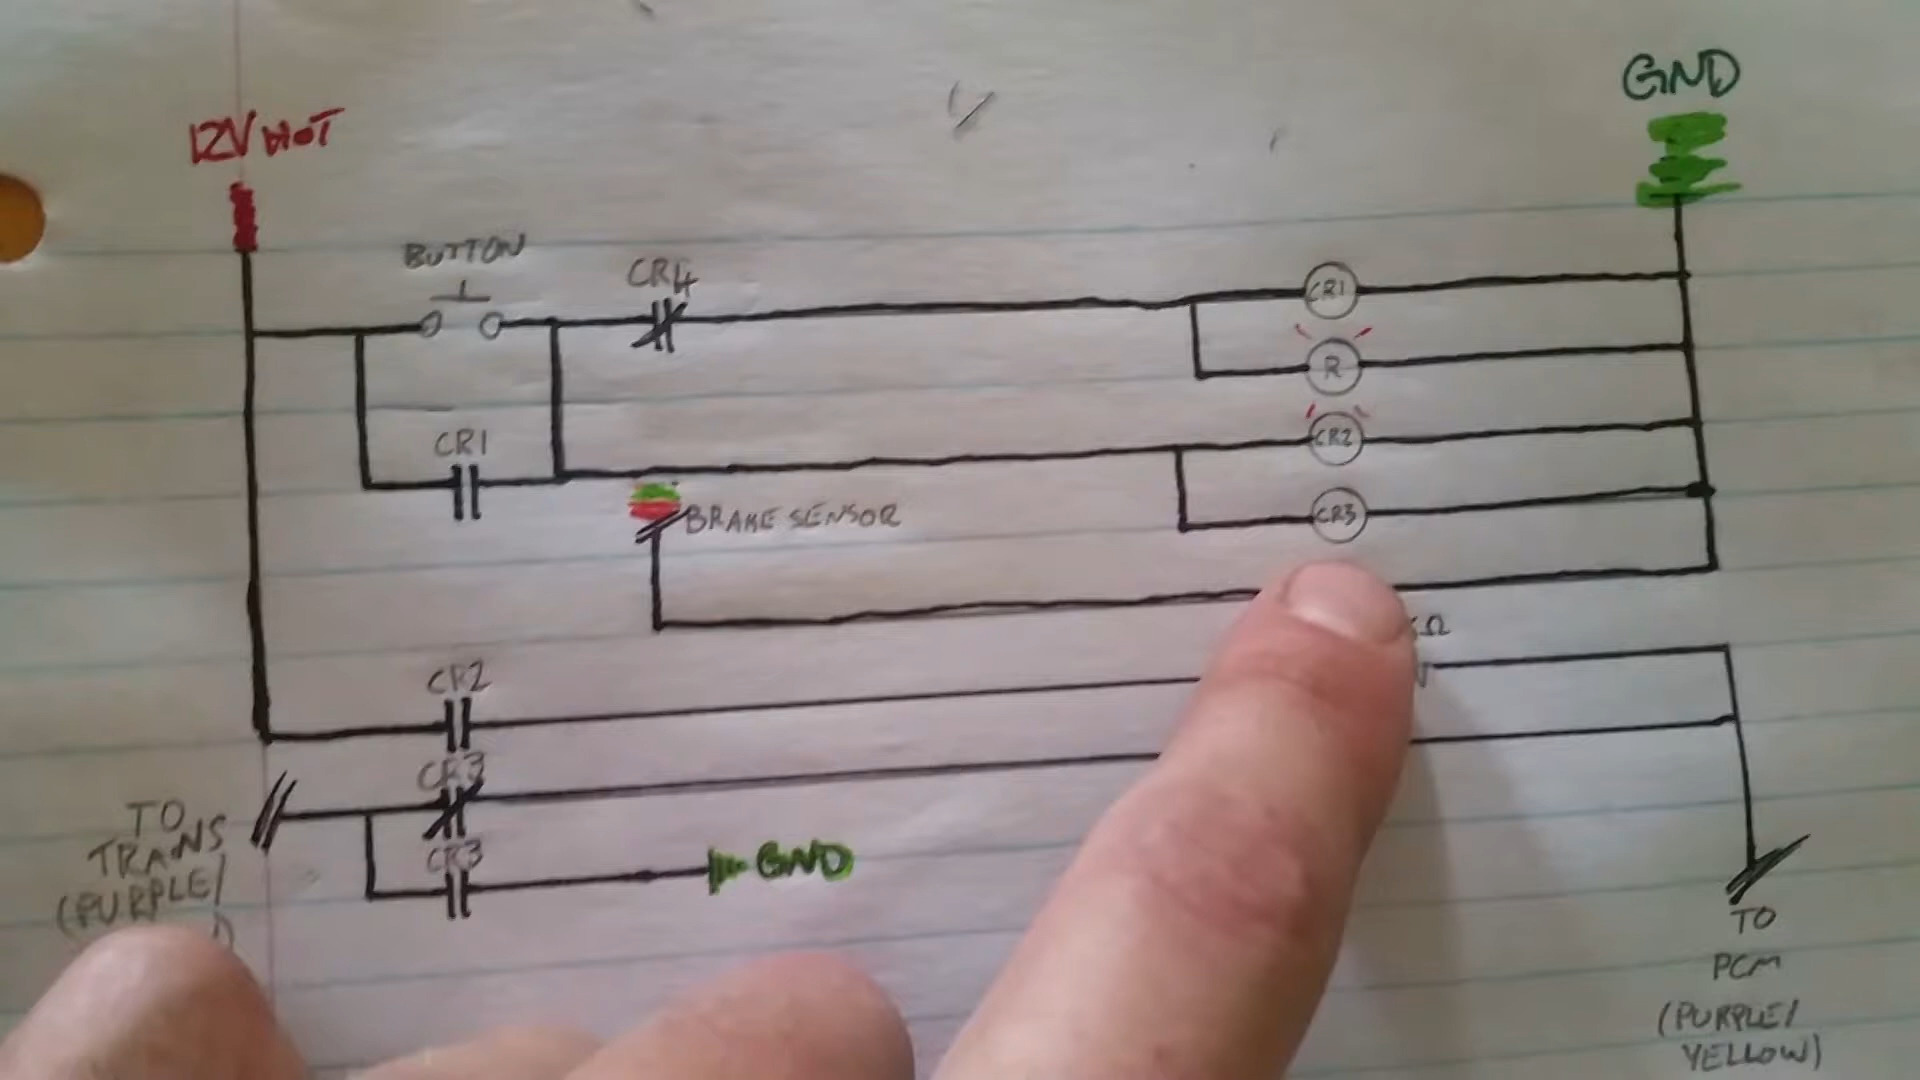 GND
12V HOT
BUTTON
CR4
CR1
R
CR1
CR2
BRAKE SENSOR
CR3
Ω
CR2
CR3
TO
TRANS
(PURPLE/
CR3
GND
TO
PCM
(PURPLE/
YELLOW)